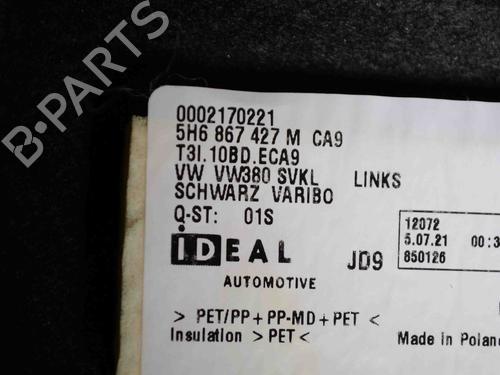 0002170221
5H6 867 427 M CA9
T3I.10BD.ECA9
VW VW380 SVKL LINKS
SCHWARZ VARIBO
Q-ST: 01S
IDEAL
AUTOMOTIVE
JD9
12072
5.07.21 00:3
850126
> PET/PP + PP-MD + PET <
Insulation > PET <
Made in Poland
B-PARTS